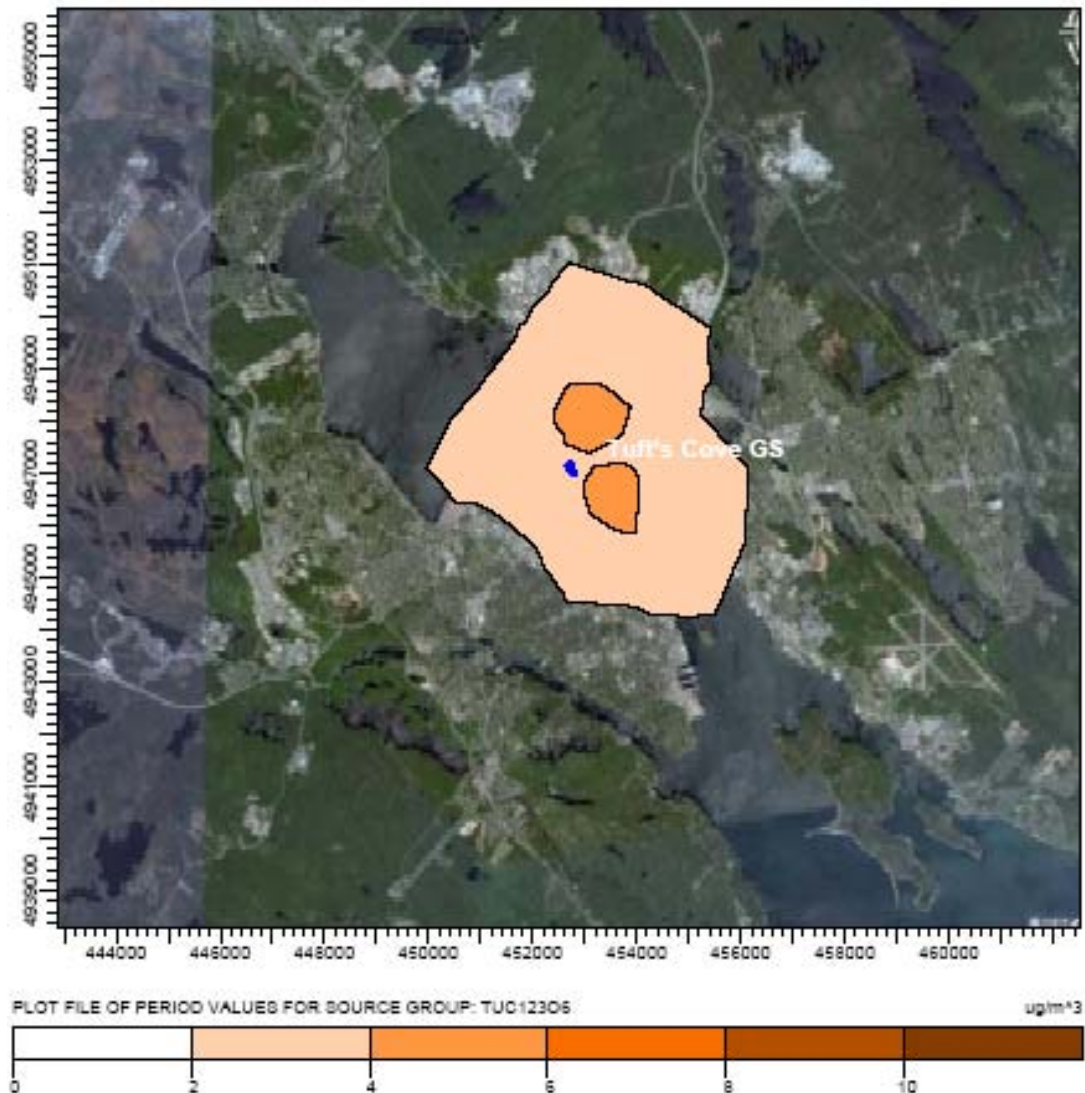 4955000
4953000
4951000
4949000
4947000
4945000
4943000
4941000
4939000
Tuft's Cove GS
444000 446000 448000 450000 452000 454000 456000 458000 460000
PLOT FILE OF PERIOD VALUES FOR SOURCE GROUP: TUC123O6 ug/m^3
0 2 4 6 8 10